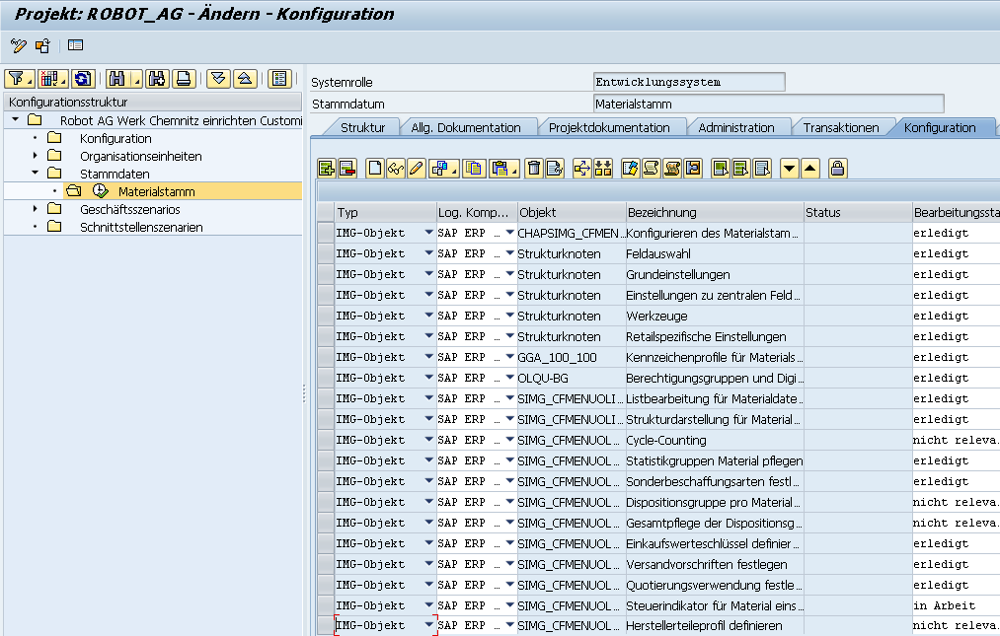 Projekt: ROBOT_AG - Ändern - Konfiguration
Konfigurationsstruktur
Robot AG Werk Chemnitz einrichten Customi
Konfiguration
Organisationseinheiten
Stammdaten
Materialstamm
Geschäftsszenarios
Schnittstellenszenarien
Systemrolle Entwicklungssystem
Stammdatum Materialstamm
Struktur Allg. Dokumentation Projektdokumentation Administration Transaktionen Konfiguration
Typ Log. Komp... Objekt Bezeichnung Status Bearbeitungssta
IMG-Objekt SAP ERP … CHAPSIMG_CFMEN… Konfigurieren des Materialstam… erledigt
IMG-Objekt SAP ERP … Strukturknoten Feldauswahl erledigt
IMG-Objekt SAP ERP … Strukturknoten Grundeinstellungen erledigt
IMG-Objekt SAP ERP … Strukturknoten Einstellungen zu zentralen Feld… erledigt
IMG-Objekt SAP ERP … Strukturknoten Werkzeuge erledigt
IMG-Objekt SAP ERP … Strukturknoten Retailspezifische Einstellungen erledigt
IMG-Objekt SAP ERP … GGA_100_100 Kennzeichenprofile für Materials… erledigt
IMG-Objekt SAP ERP … OLQU-BG Berechtigungsgruppen und Digi… erledigt
IMG-Objekt SAP ERP … SIMG_CFMENUOLI… Listbearbeitung für Materialdate… erledigt
IMG-Objekt SAP ERP … SIMG_CFMENUOLI… Strukturdarstellung für Material… erledigt
IMG-Objekt SAP ERP … SIMG_CFMENUOL… Cycle-Counting nicht releva…
IMG-Objekt SAP ERP … SIMG_CFMENUOL… Statistikgruppen Material pflegen erledigt
IMG-Objekt SAP ERP … SIMG_CFMENUOL… Sonderbeschaffungsarten festl… erledigt
IMG-Objekt SAP ERP … SIMG_CFMENUOL… Dispositionsgruppe pro Material… nicht releva…
IMG-Objekt SAP ERP … SIMG_CFMENUOL… Gesamtpflege der Dispositionsg… nicht releva…
IMG-Objekt SAP ERP … SIMG_CFMENUOL… Einkaufswerteschlüssel definier… erledigt
IMG-Objekt SAP ERP … SIMG_CFMENUOL… Versandvorschriften festlegen erledigt
IMG-Objekt SAP ERP … SIMG_CFMENUOL… Quotierungsverwendung festle… erledigt
IMG-Objekt SAP ERP … SIMG_CFMENUOL… Steuerindikator für Material eins… in Arbeit
IMG-Objekt SAP ERP … SIMG_CFMENUOL… Herstellerteileprofil definieren nicht releva…